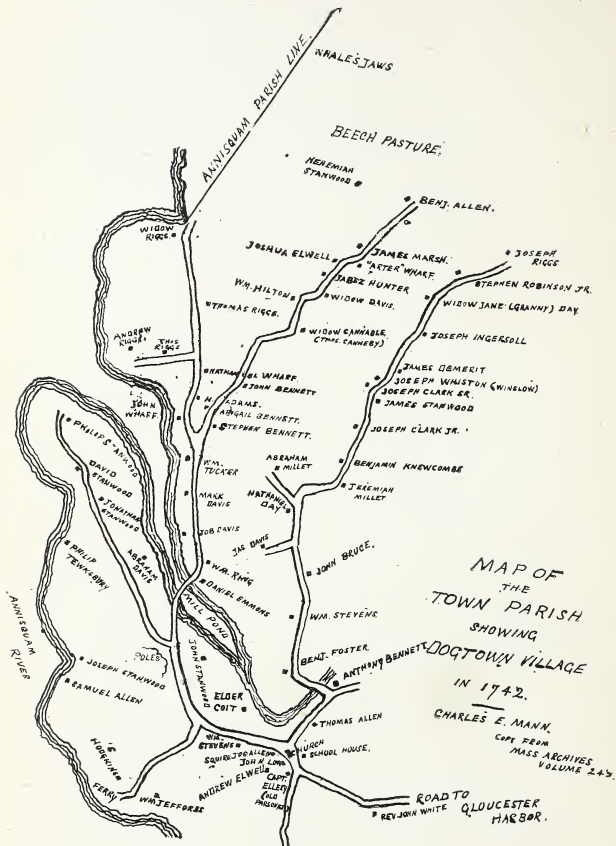 WHALE'S JAWS
ANNISQUAM PARISH LINE.
BEECH PASTURE.
NEHEMIAH
STANWOOD
BENJ. ALLEN.
WIDOW
RIGGS.
JOSHUA ELWELL
JAMES MARSH.
"ARTER" WHARF.
JOSEPH
RIGGS
STEPHEN ROBINSON JR.
JABEZ HUNTER
WM. HILTON
WIDOW DAVIS.
WIDOW JANE (GRANNY) DAY
THOMAS RIGGS.
WIDOW CANNABLE
(THOS. CANNEBY)
JOSEPH INGERSOLL
ANDREW
RIGGS
THOS
RIGGS
JAMES DEMERIT
JOSEPH WHISTON (WINSLOW)
JOSEPH CLARK SR.
JAMES STANWOOD
WHARF
JOHN BENNETT
ADAMS.
ABIGAIL BENNETT.
STEPHEN BENNETT.
JOHN
WHARF
JOSEPH CLARK JR.
PHILIP STANWOOD
DAVID
STANWOOD
JONATHAN
STANWOOD
ABRAHAM
DAVIS
WM.
TUCKER
ABRAHAM
MILLET
BENJAMIN KNEWCOMBE
MARK
DAVIS
NATHANIEL
DAY
JEREMIAH
MILLET
JOB DAVIS
JAS DAVIS
PHILIP
TEWKSBURY
WM. RING
DANIEL EMMONS
JOHN BRUCE.
MILL POND
ANNISQUAM
RIVER
WM. STEVENS
POLES
JOHN STANWOOD
BENJ. FOSTER
ANTHONY BENNETT
JOSEPH STANWOOD
SAMUEL ALLEN
ELDER
COIT
THOMAS ALLEN
WM.
STEVENS
CHURCH
SCHOOL HOUSE.
SQUIRE JOS ALLEN
JOHN LOW
ANDREW ELWELL
CAPT.
ELLERY
(OLD
PARSONAGE)
FERRY
WM JEFFORDS
ROAD TO
GLOUCESTER
HARBOR.
REV. JOHN WHITE
MAP OF
THE
TOWN PARISH
SHOWING
DOGTOWN VILLAGE
IN 1742.
CHARLES E. MANN.
COPY FROM
MASS ARCHIVES